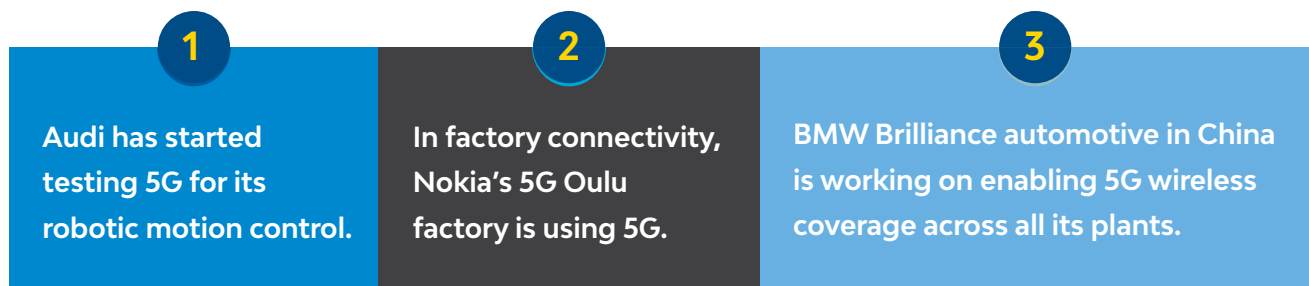 1
Audi has started
testing 5G for its
robotic motion control.
2
In factory connectivity,
Nokia's 5G Oulu
factory is using 5G.
3
BMW Brilliance automotive in China
is working on enabling 5G wireless
coverage across all its plants.